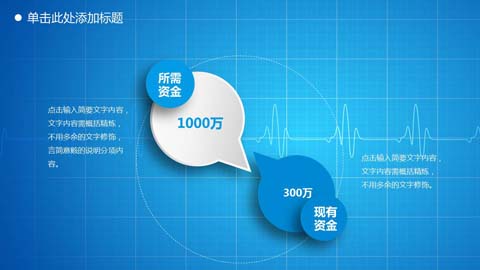 单击此处添加标题
所需
资金
1000万
点击输入简要文字内容，
文字内容需概括精炼，
不用多余的文字修饰，
言简意赅的说明分项内
容。
300万
现有
资金
点击输入简要文字内容，
文字内容需概括精炼，
不用多余的文字修饰。